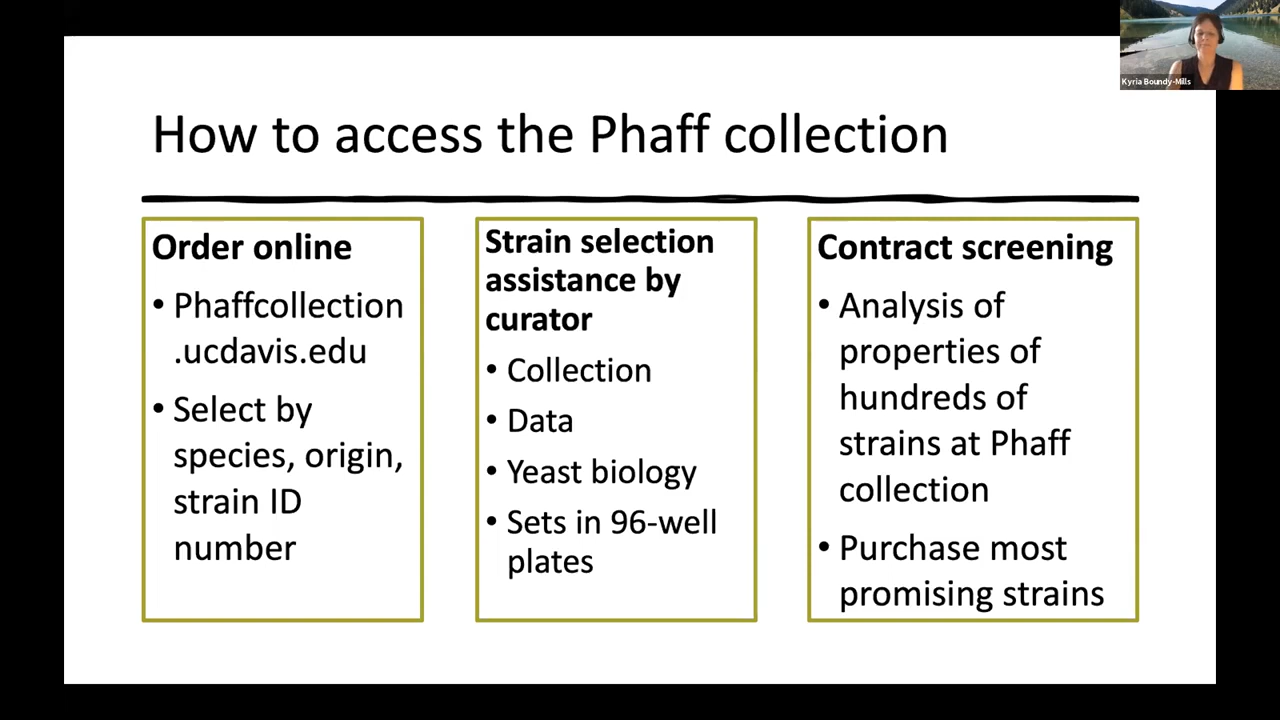 How to access the Phaff collection
Kyria Boundy-Mills
Order online
• Phaffcollection
.ucdavis.edu
• Select by
species, origin,
strain ID
number
Strain selection
assistance by
curator
• Collection
• Data
• Yeast biology
• Sets in 96-well
plates
Contract screening
• Analysis of
properties of
hundreds of
strains at Phaff
collection
• Purchase most
promising strains